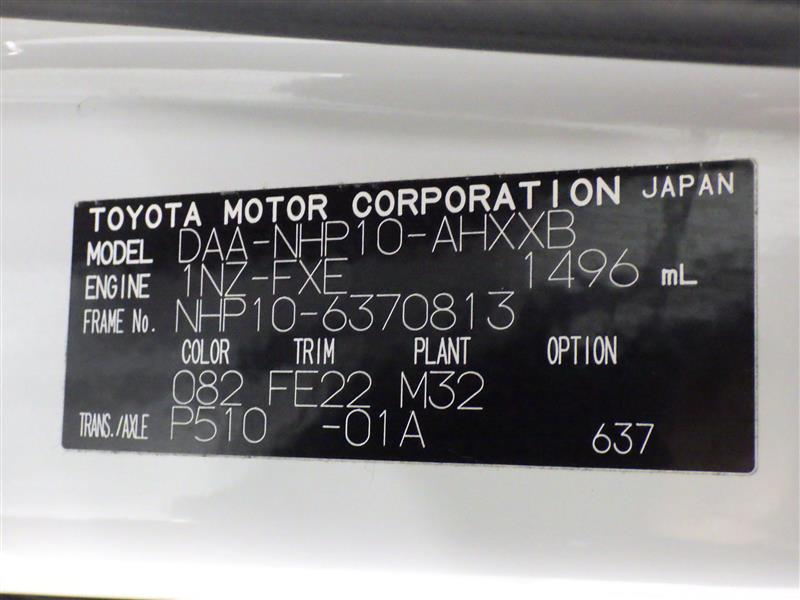 TOYOTA MOTOR CORPORATION JAPAN
MODEL DAA-NHP10-AHXXB
ENGINE 1NZ-FXE 1496 mL
FRAME No. NHP10-6370813
COLOR TRIM PLANT OPTION
082 FE22 M32
TRANS./AXLE P510 -01A 637